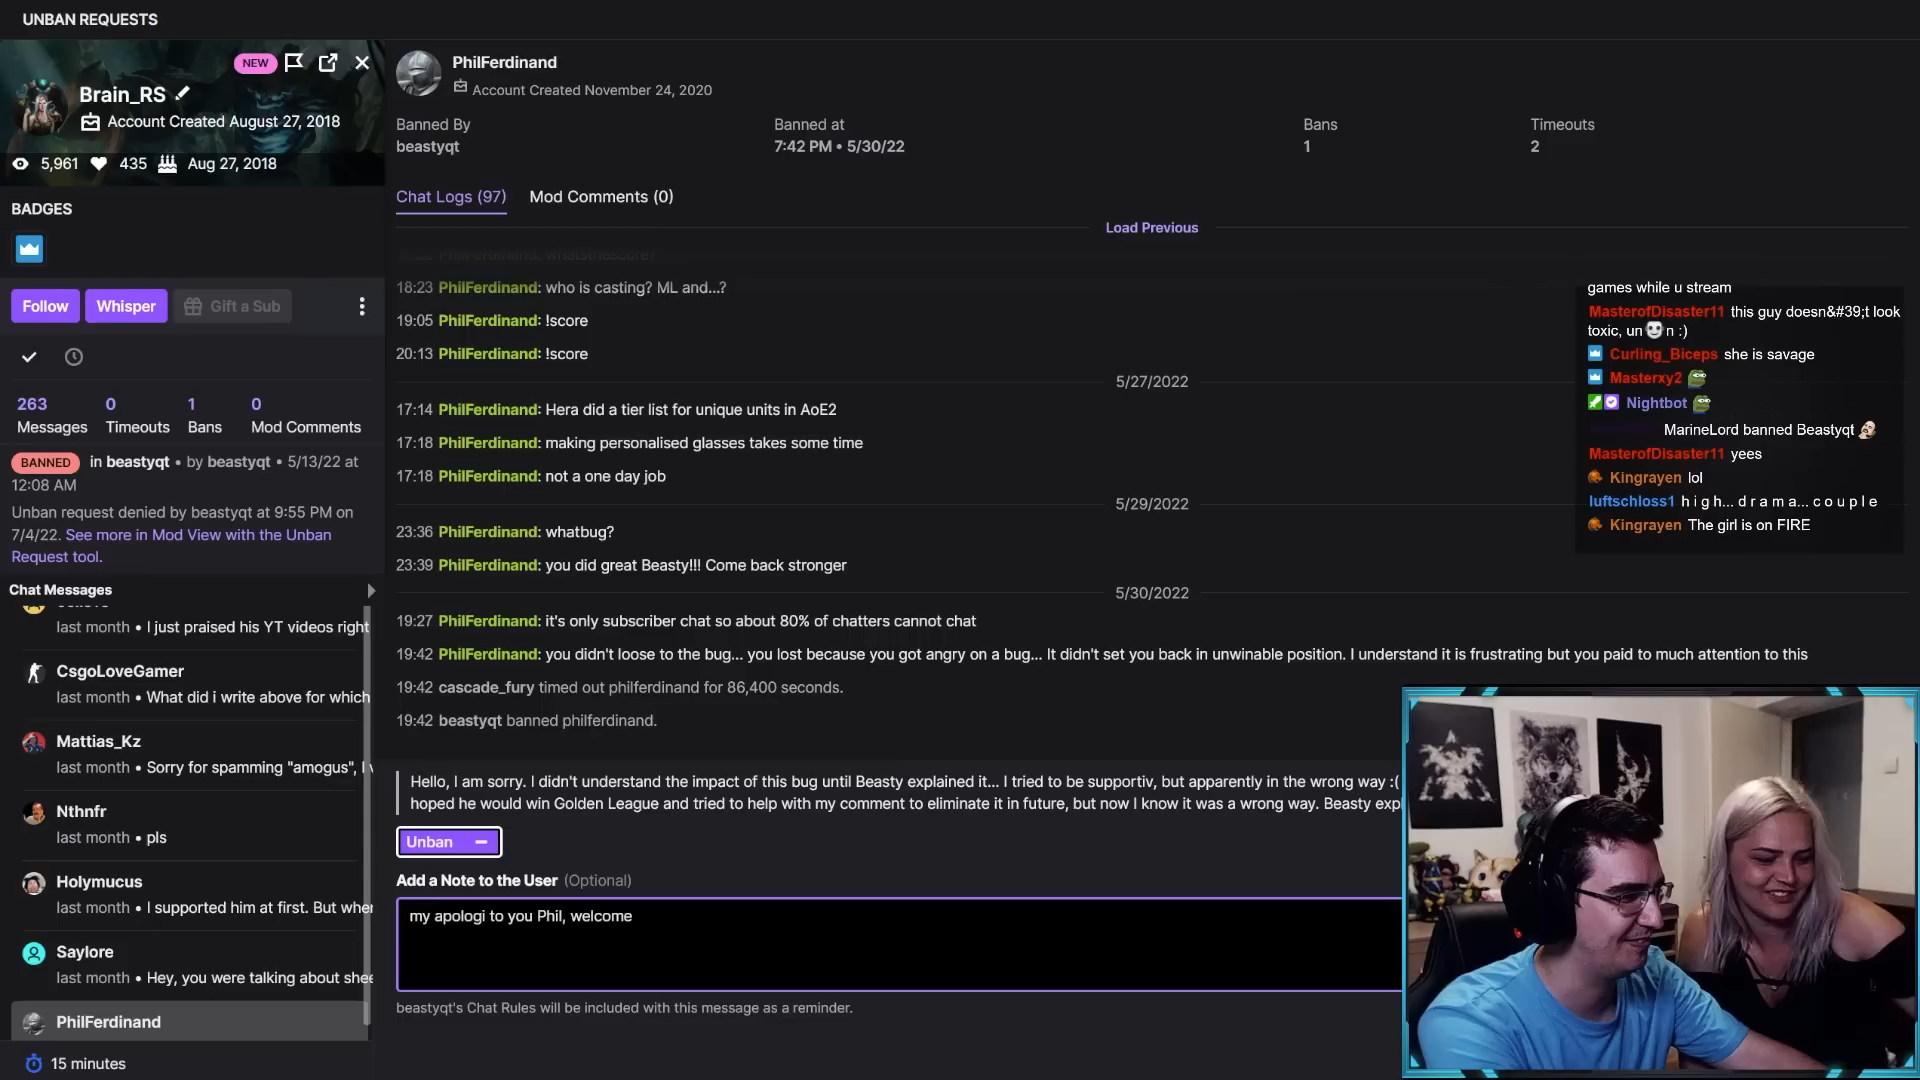 UNBAN REQUESTS
NEW
Brain_RS
Account Created August 27, 2018
5,961 435 Aug 27, 2018
BADGES
Follow Whisper Gift a Sub
263 0 1 0
Messages Timeouts Bans Mod Comments
BANNED in beastyqt • by beastyqt • 5/13/22 at
12:08 AM
Unban request denied by beastyqt at 9:55 PM on
7/4/22. See more in Mod View with the Unban
Request tool.
Chat Messages
last month • I just praised his YT videos right
CsgoLoveGamer
last month • What did i write above for which
Mattias_Kz
last month • Sorry for spamming "amogus", I
Nthnfr
last month • pls
Holymucus
last month • I supported him at first. But
Saylore
last month • Hey, you were talking about
PhilFerdinand
15 minutes
PhilFerdinand
Account Created November 24, 2020
Banned By Banned at Bans Timeouts
beastyqt 7:42 PM • 5/30/22 1 2
Chat Logs (97) Mod Comments (0)
Load Previous
18:23 PhilFerdinand: who is casting? ML and...?
19:05 PhilFerdinand: !score
20:13 PhilFerdinand: !score
5/27/2022
17:14 PhilFerdinand: Hera did a tier list for unique units in AoE2
17:18 PhilFerdinand: making personalised glasses takes some time
17:18 PhilFerdinand: not a one day job
5/29/2022
23:36 PhilFerdinand: whatbug?
23:39 PhilFerdinand: you did great Beasty!!! Come back stronger
5/30/2022
19:27 PhilFerdinand: it's only subscriber chat so about 80% of chatters cannot chat
19:42 PhilFerdinand: you didn't loose to the bug... you lost because you got angry on a bug... It didn't set you back in unwinable position. I understand it is frustrating but you paid to much attention to this
19:42 cascade_fury timed out philferdinand for 86,400 seconds.
19:42 beastyqt banned philferdinand.
Hello, I am sorry. I didn't understand the impact of this bug until Beasty explained it... I tried to be supportiv, but apparently in the wrong way :(
hoped he would win Golden League and tried to help with my comment to eliminate it in future, but now I know it was a wrong way. Beasty exp
Unban
Add a Note to the User (Optional)
my apologi to you Phil, welcome
beastyqt's Chat Rules will be included with this message as a reminder.
games while u stream
MasterofDisaster11 this guy doesn&#39;t look
toxic, un n :)
Curling_Biceps she is savage
Masterxy2
Nightbot
MarineLord banned Beastyqt
MasterofDisaster11 yees
Kingrayen lol
luftschloss1 h i g h... d r a m a... c o u p l e
Kingrayen The girl is on FIRE